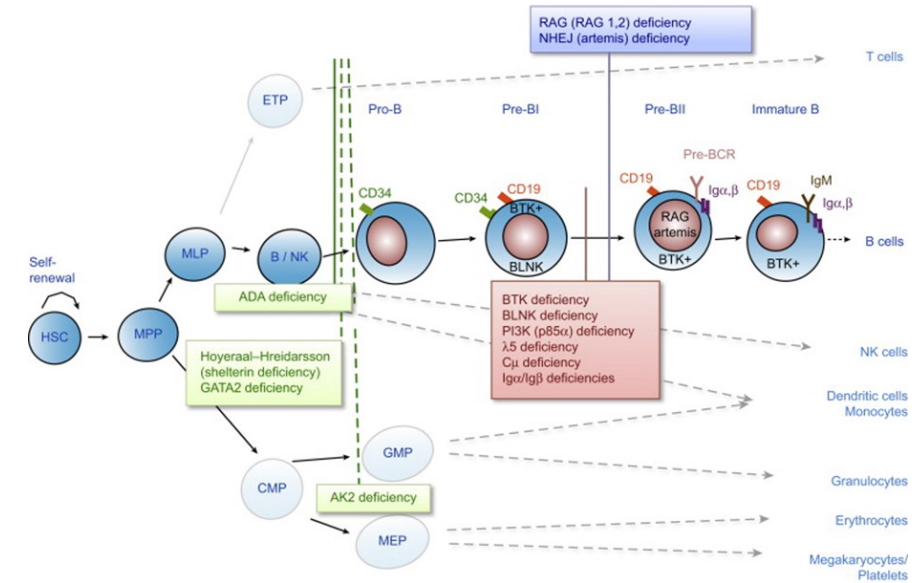 RAG (RAG 1,2) deficiency
NHEJ (artemis) deficiency
T cells
ETP
Pro-B
Pre-BI
Pre-BII
Immature B
Pre-BCR
CD34
CD34
CD19
BTK+
BLNK
CD19
Igα,β
RAG
artemis
BTK+
CD19
IgM
Igα,β
BTK+
B cells
MLP
B / NK
Self-
renewal
HSC
MPP
ADA deficiency
Hoyeraal–Hreidarsson
(shelterin deficiency)
GATA2 deficiency
BTK deficiency
BLNK deficiency
PI3K (p85α) deficiency
λ5 deficiency
Cμ deficiency
Igα/Igβ deficiencies
NK cells
Dendritic cells
Monocytes
GMP
CMP
AK2 deficiency
MEP
Granulocytes
Erythrocytes
Megakaryocytes/
Platelets